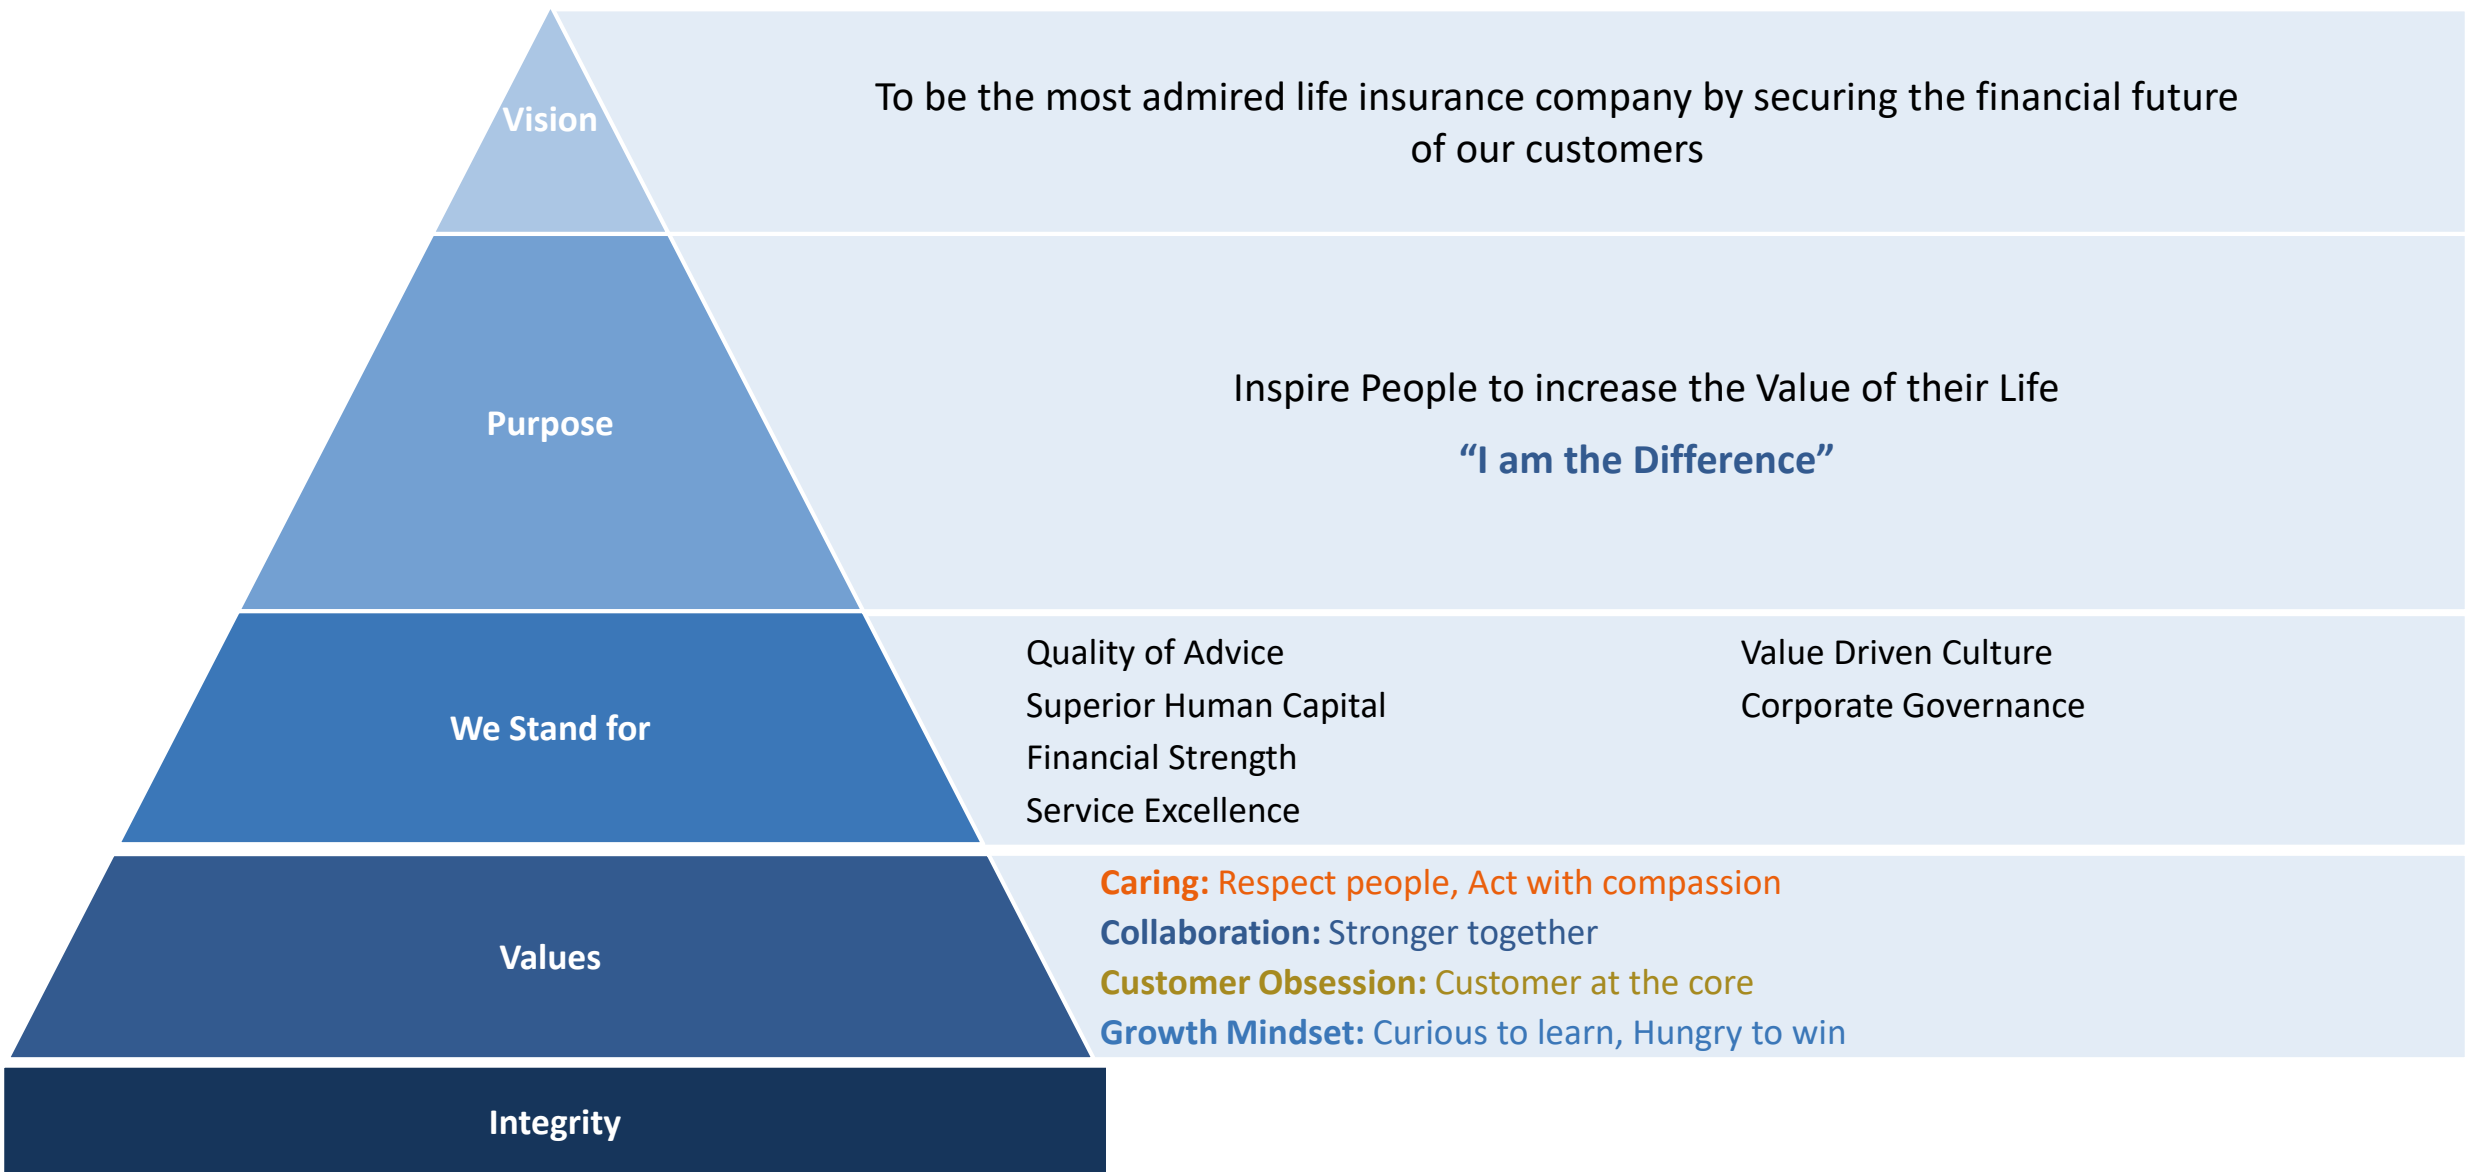 Vision
To be the most admired life insurance company by securing the financial future
of our customers
Purpose
Inspire People to increase the Value of their Life
“I am the Difference”
We Stand for
Quality of Advice
Superior Human Capital
Financial Strength
Service Excellence
Value Driven Culture
Corporate Governance
Values
Caring: Respect people, Act with compassion
Collaboration: Stronger together
Customer Obsession: Customer at the core
Growth Mindset: Curious to learn, Hungry to win
Integrity